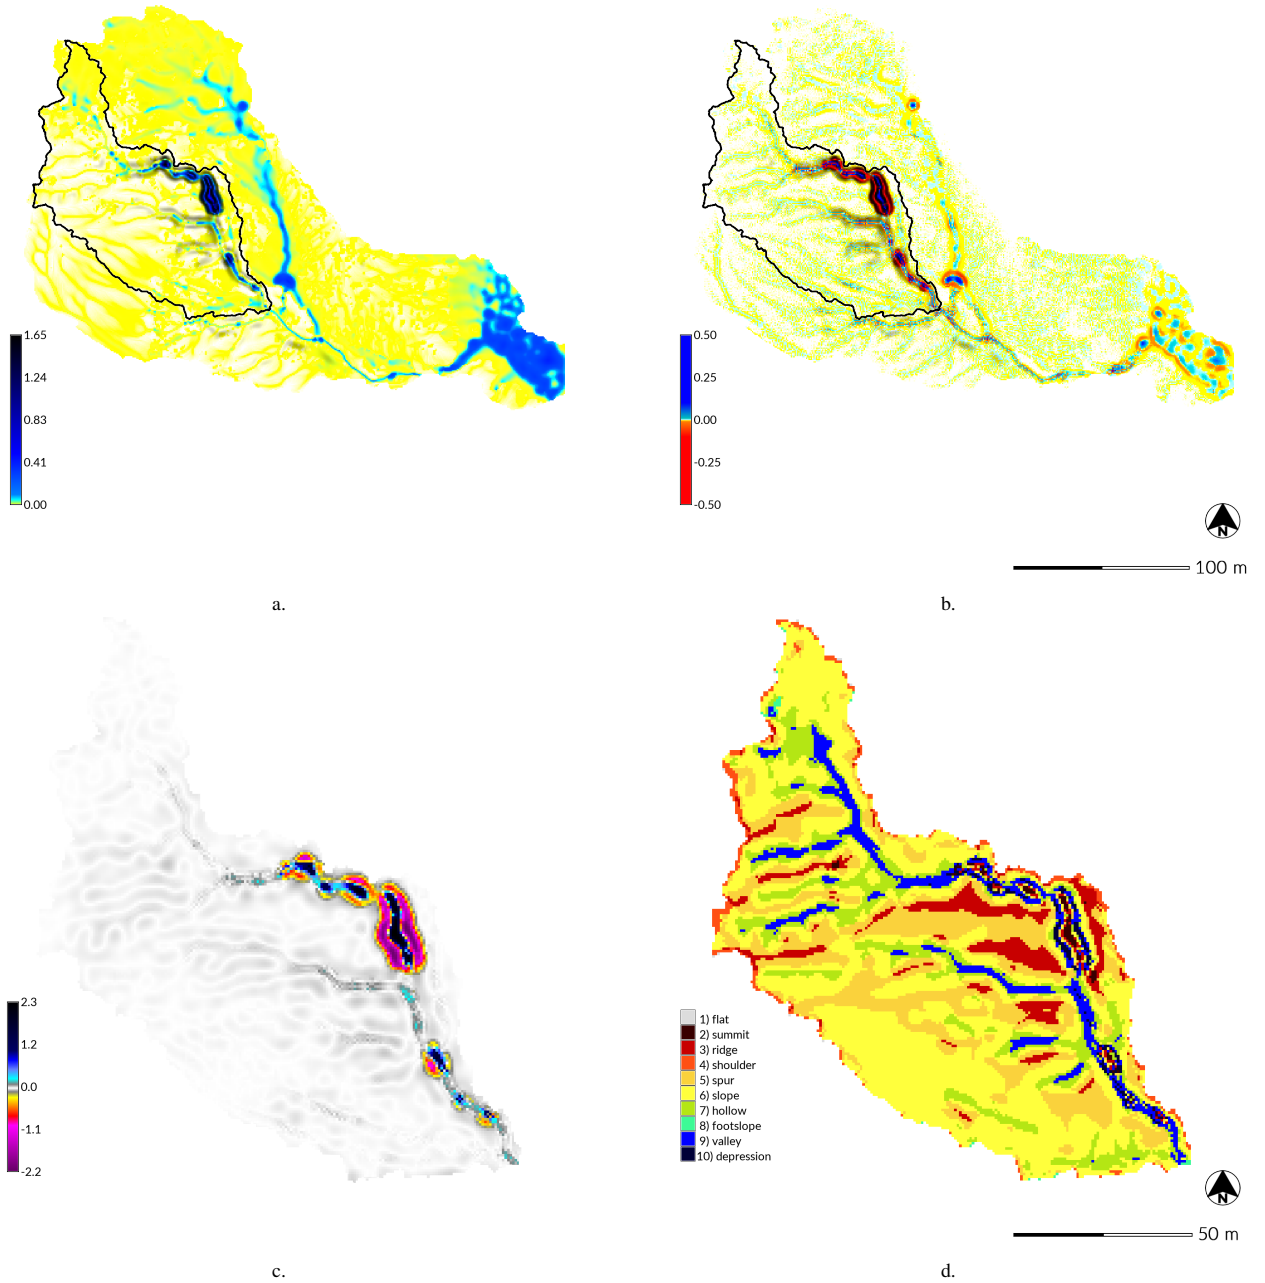 1.65
1.24
0.83
0.41
0.00
0.50
0.25
0.00
-0.25
-0.50
N
100 m
a.
b.
2.3
1.2
0.0
-1.1
-2.2
1) flat
2) summit
3) ridge
4) shoulder
5) spur
6) slope
7) hollow
8) footslope
9) valley
10) depression
N
50 m
c.
d.